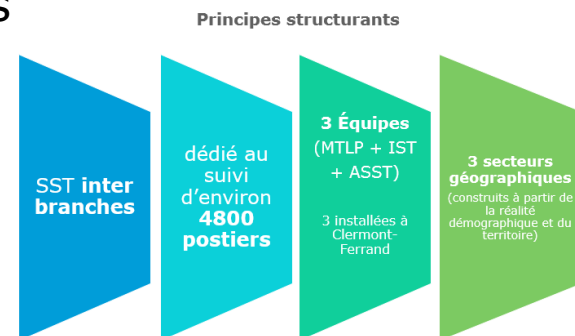 s
Principes structurants
SST inter
branches
dédié au
suivi
d’environ
4800
postiers
3 Équipes
(MTLP + IST
+ ASST)
3 installées à
Clermont-
Ferrand
3 secteurs
géographiques
(construits à partir de
la réalité
démographique et du
territoire)